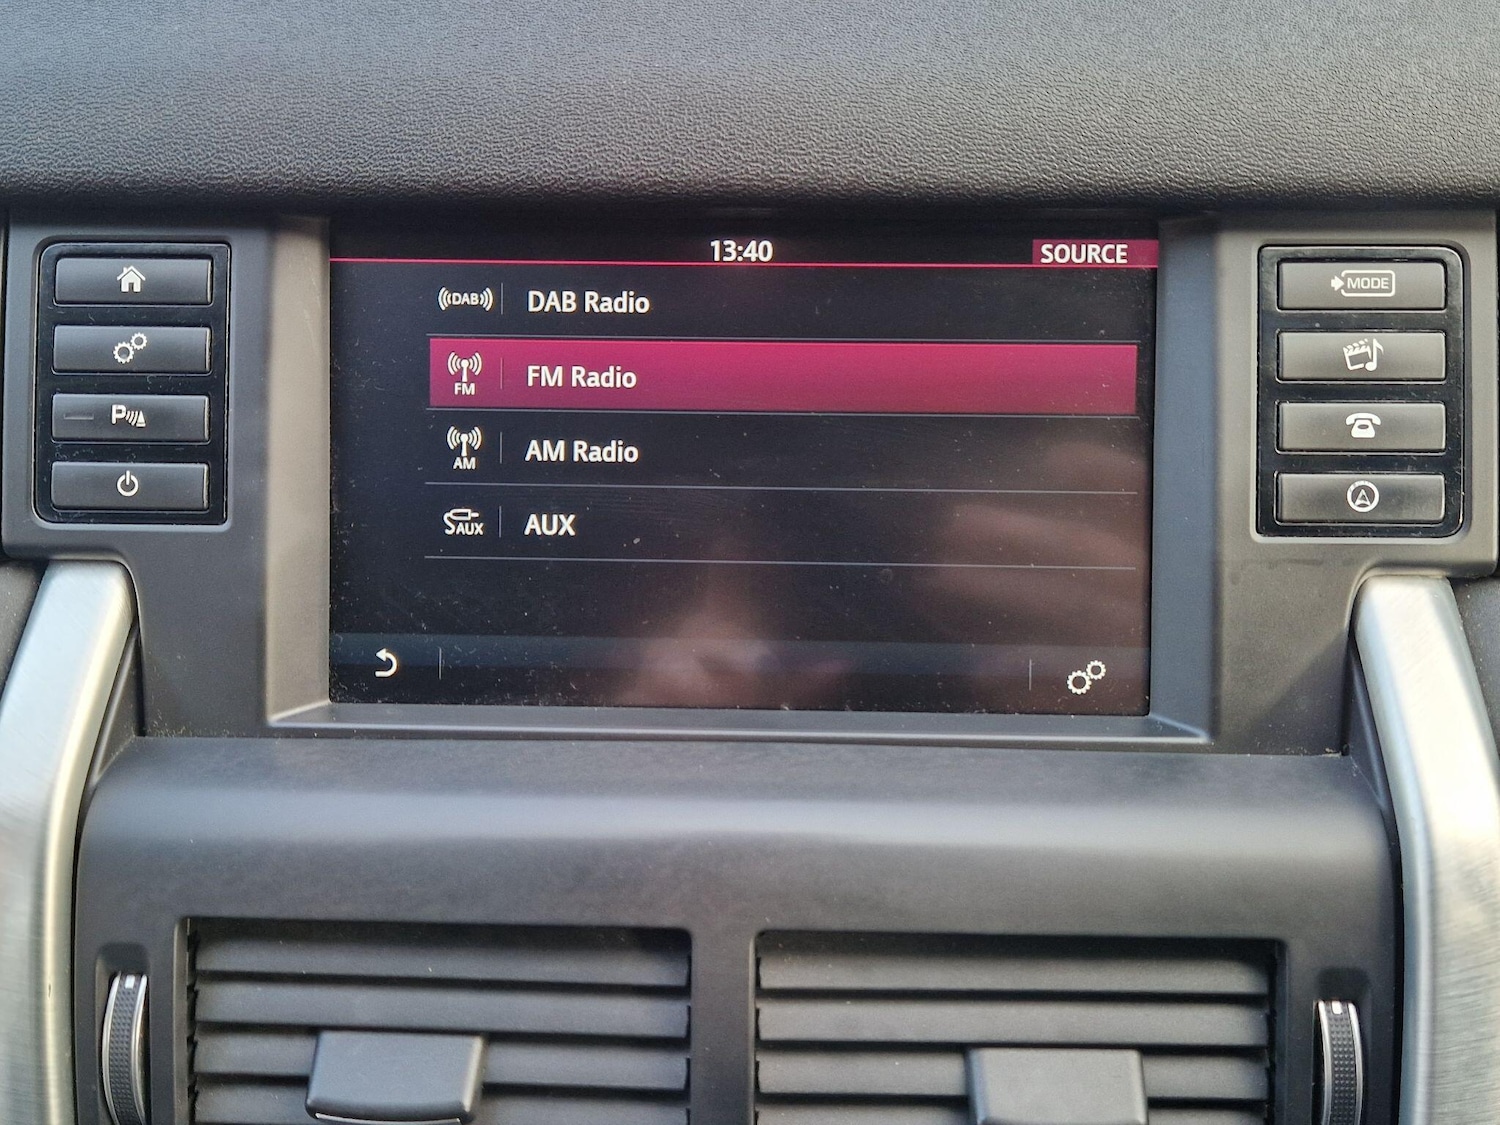 13:40
SOURCE
DAB DAB Radio
FM FM Radio
AM AM Radio
AUX AUX
P
MODE